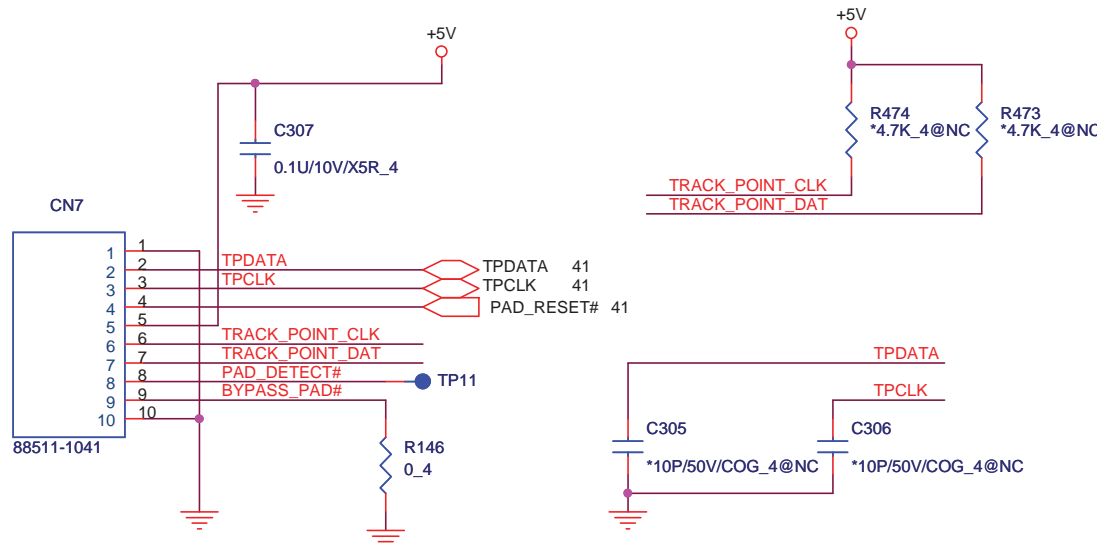 +5V
C307
0.1U/10V/X5R_4
+5V
R474
*4.7K_4@NC
R473
*4.7K_4@NC
TRACK_POINT_CLK
TRACK_POINT_DAT
CN7
1 1
2 2 TPDATA TPDATA 41
3 3 TPCLK TPCLK 41
4 4 PAD_RESET# 41
5 5
6 6 TRACK_POINT_CLK
7 7 TRACK_POINT_DAT
8 8 PAD_DETECT# TP11
9 9 BYPASS_PAD#
10 10
88511-1041
R146
0_4
TPDATA
TPCLK
C305
*10P/50V/COG_4@NC
C306
*10P/50V/COG_4@NC